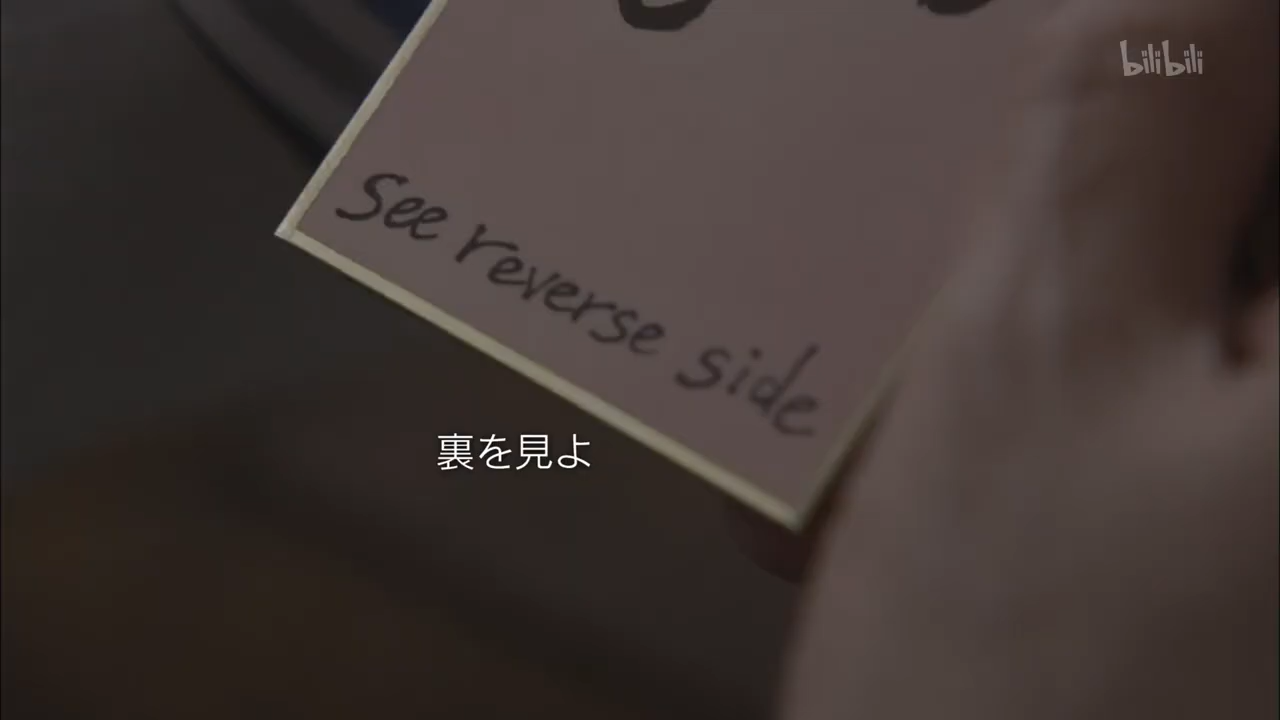 bilibili
See reverse side
裏を見よ